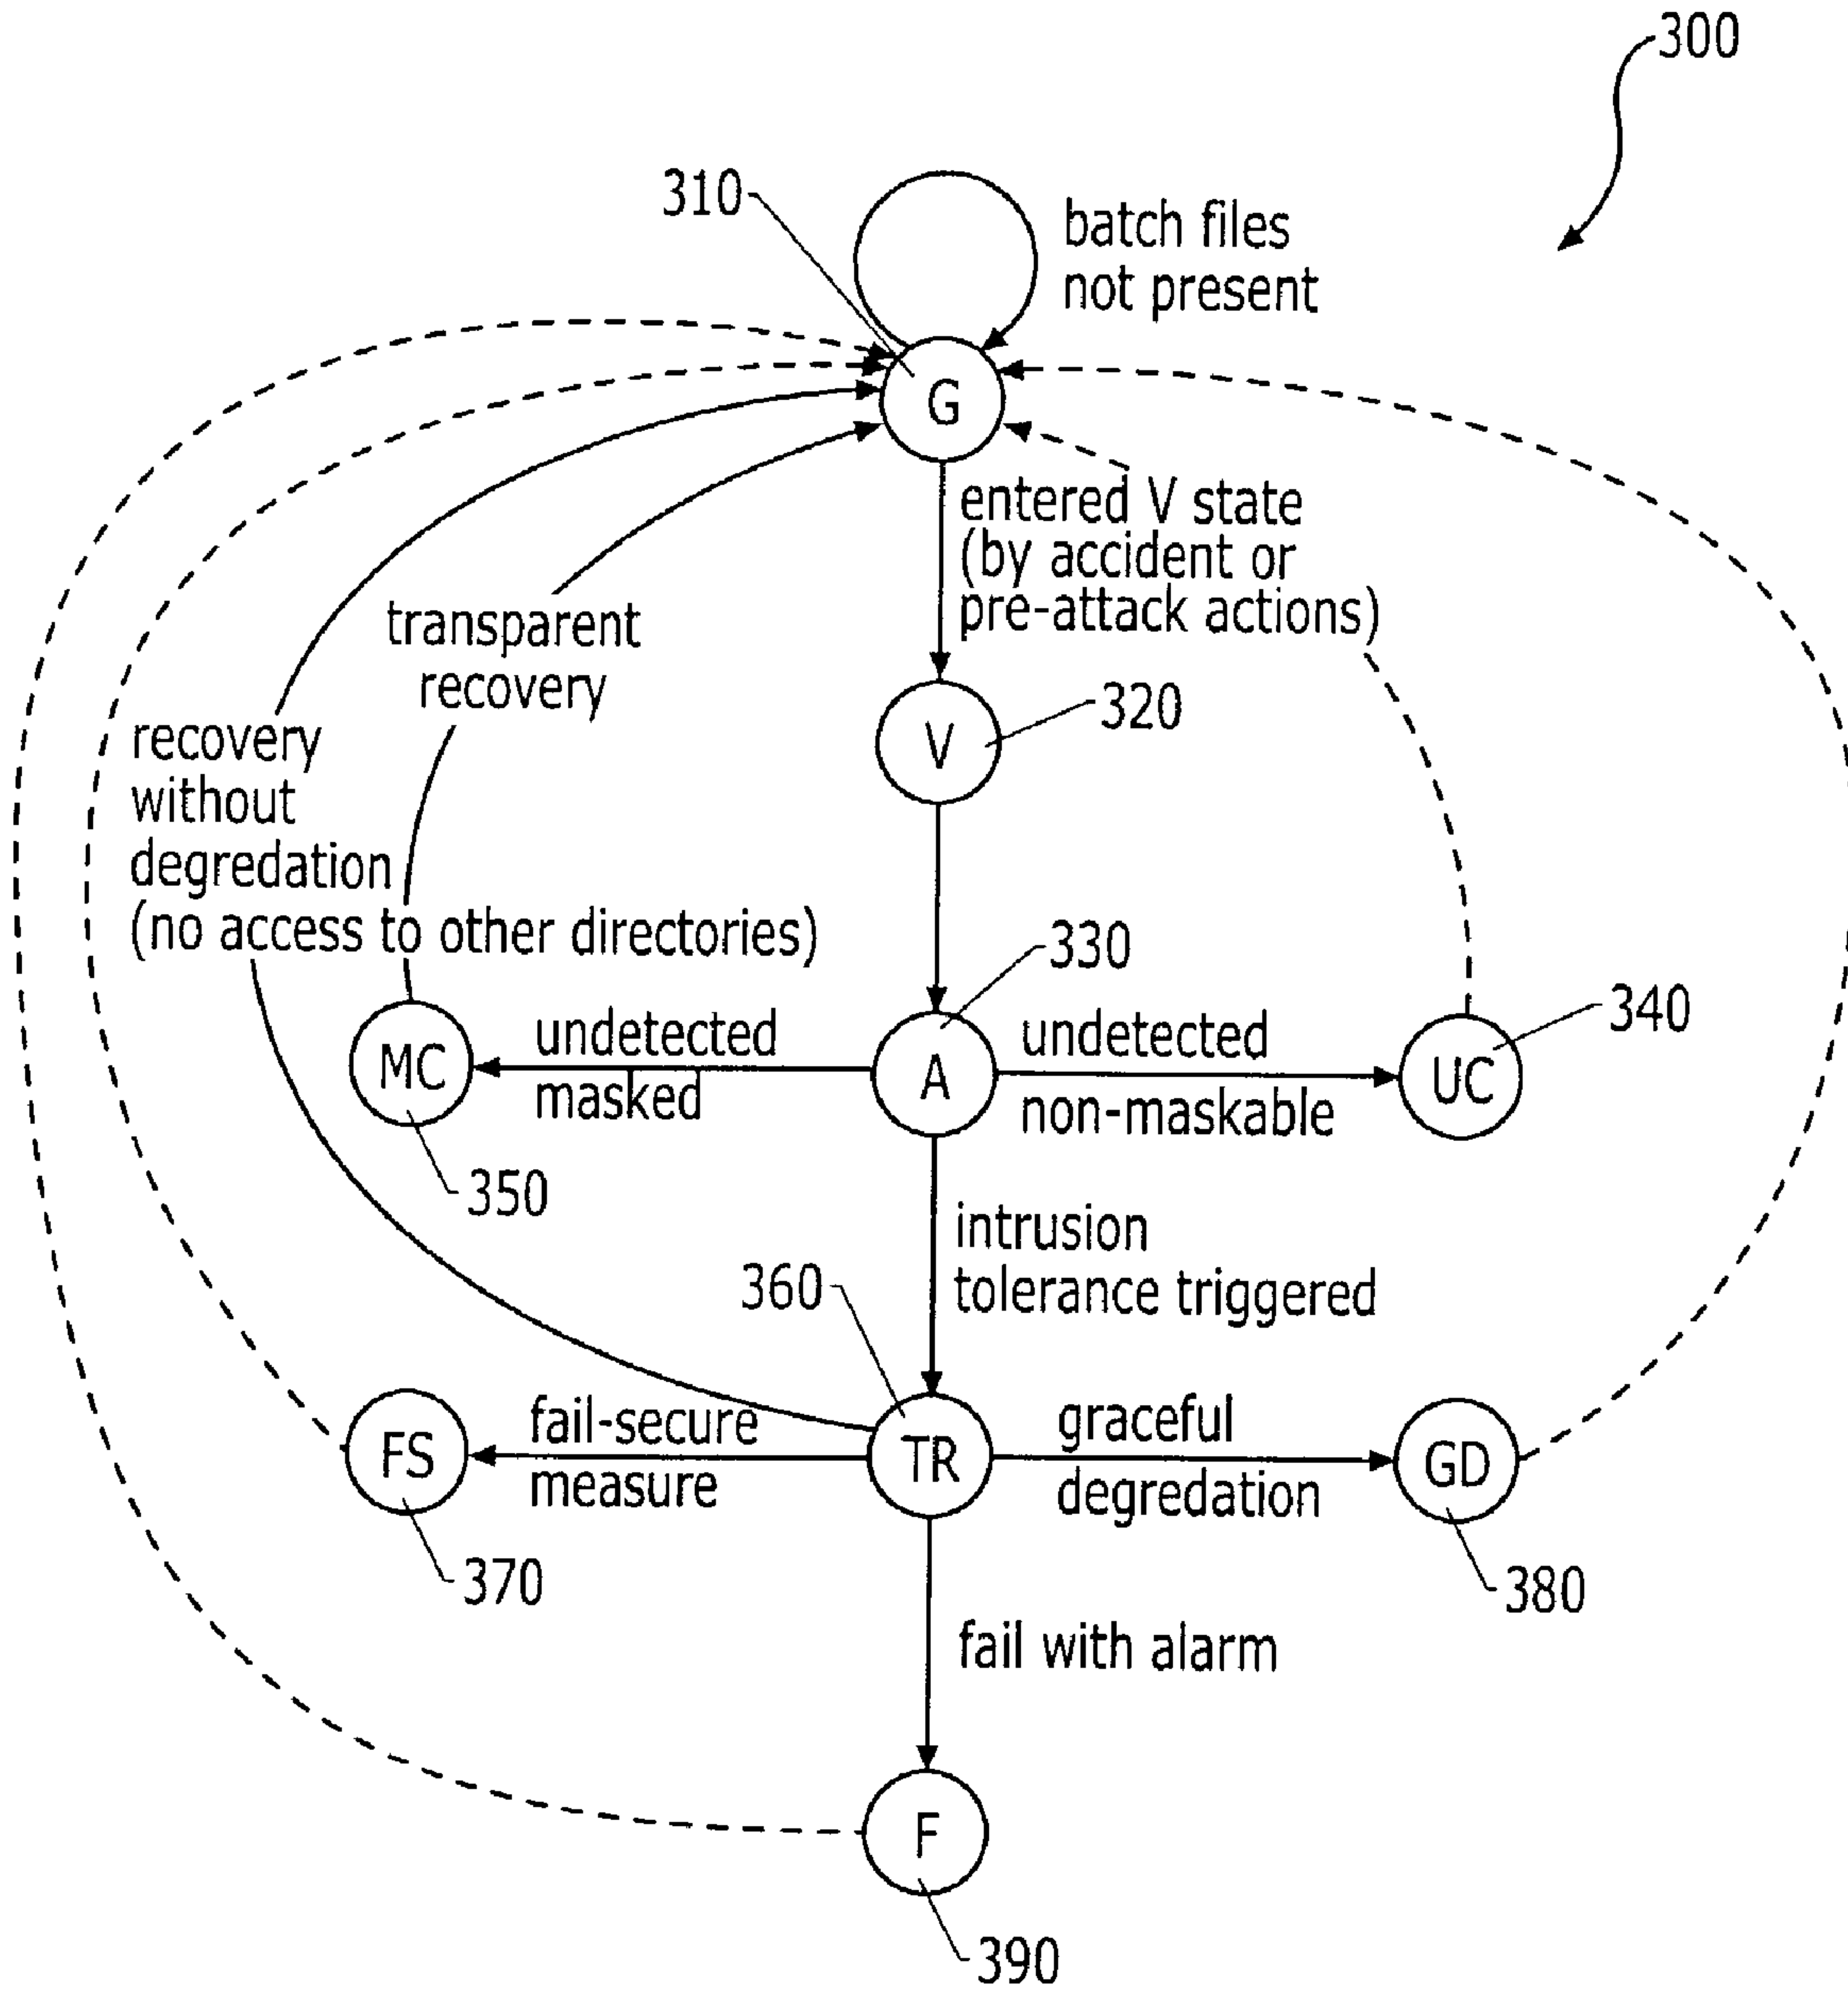 300
310
batch files
not present
G
entered V state
(by accident or
pre-attack actions)
transparent
recovery
V
320
recovery
without
degredation
(no access to other directories)
330
340
MC
undetected
masked
A
undetected
non-maskable
UC
350
intrusion
tolerance triggered
360
FS
fail-secure
measure
TR
graceful
degredation
GD
370
380
fail with alarm
F
390